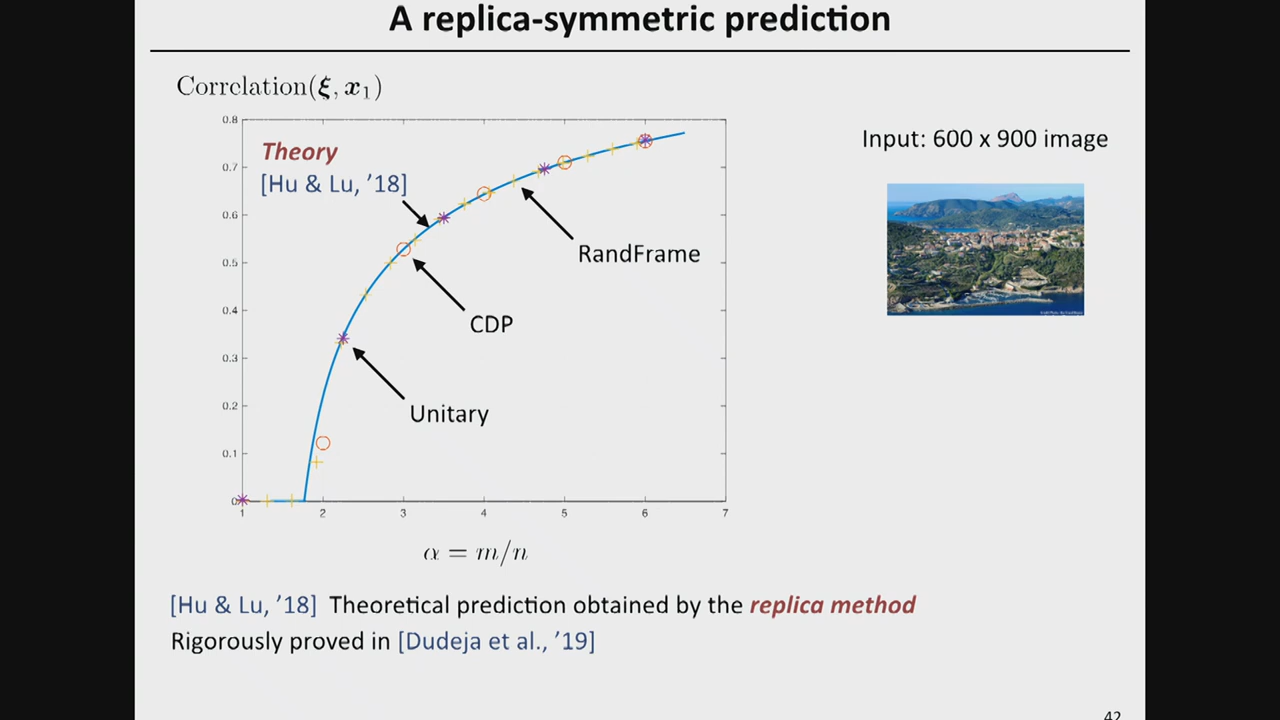 A replica-symmetric prediction
Correlation(ξ, x₁)
Input: 600 x 900 image
0.8
0.7
0.6
0.5
0.4
0.3
0.2
0.1
0
Theory
[Hu & Lu, ’18]
RandFrame
CDP
Unitary
1 2 3 4 5 6 7
α = m/n
[Hu & Lu, ’18] Theoretical prediction obtained by the replica method
Rigorously proved in [Dudeja et al., ’19]
42